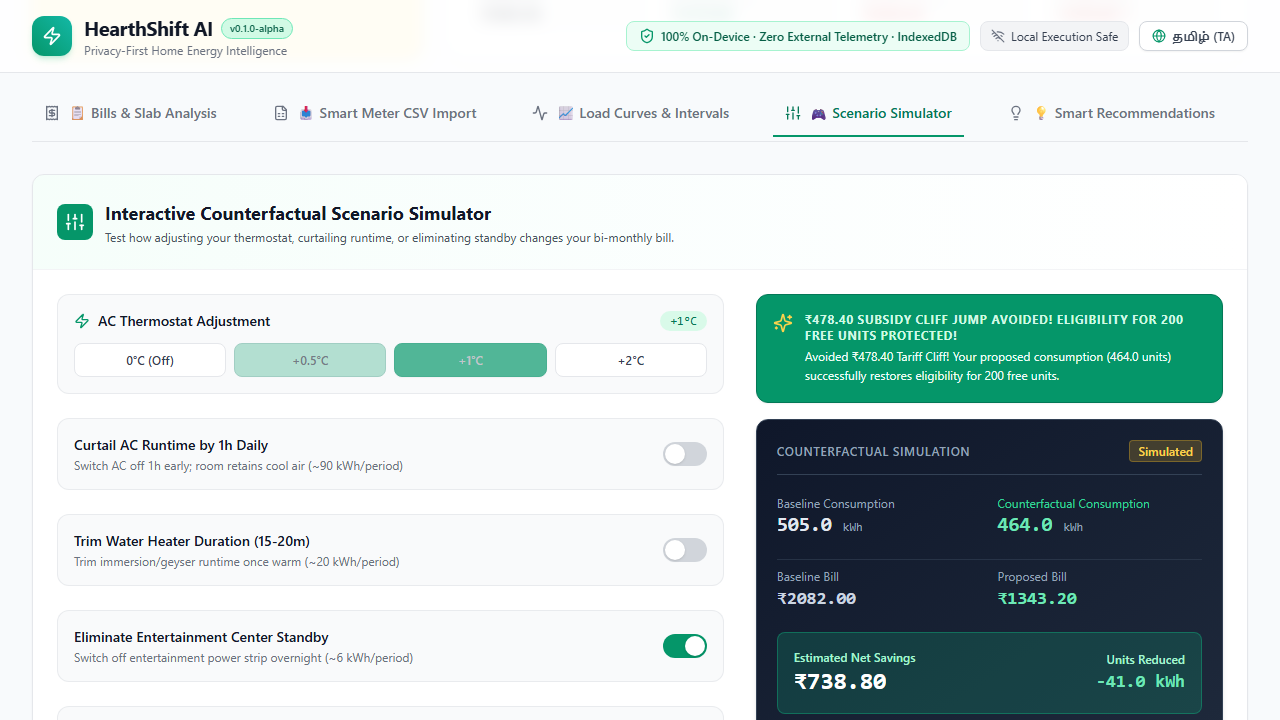 HearthShift AI v0.1.0-alpha
Privacy-First Home Energy Intelligence
100% On-Device · Zero External Telemetry · IndexedDB
Local Execution Safe
தமிழ் (TA)
Bills & Slab Analysis
Smart Meter CSV Import
Load Curves & Intervals
Scenario Simulator
Smart Recommendations
Interactive Counterfactual Scenario Simulator
Test how adjusting your thermostat, curtailing runtime, or eliminating standby changes your bi-monthly bill.
AC Thermostat Adjustment
+1°C
0°C (Off)
+0.5°C
+1°C
+2°C
Curtail AC Runtime by 1h Daily
Switch AC off 1h early; room retains cool air (~90 kWh/period)
Trim Water Heater Duration (15-20m)
Trim immersion/geyser runtime once warm (~20 kWh/period)
Eliminate Entertainment Center Standby
Switch off entertainment power strip overnight (~6 kWh/period)
₹478.40 SUBSIDY CLIFF JUMP AVOIDED! ELIGIBILITY FOR 200
FREE UNITS PROTECTED!
Avoided ₹478.40 Tariff Cliff! Your proposed consumption (464.0 units)
successfully restores eligibility for 200 free units.
COUNTERFACTUAL SIMULATION
Simulated
Baseline Consumption
505.0 kWh
Counterfactual Consumption
464.0 kWh
Baseline Bill
₹2082.00
Proposed Bill
₹1343.20
Estimated Net Savings
₹738.80
Units Reduced
-41.0 kWh